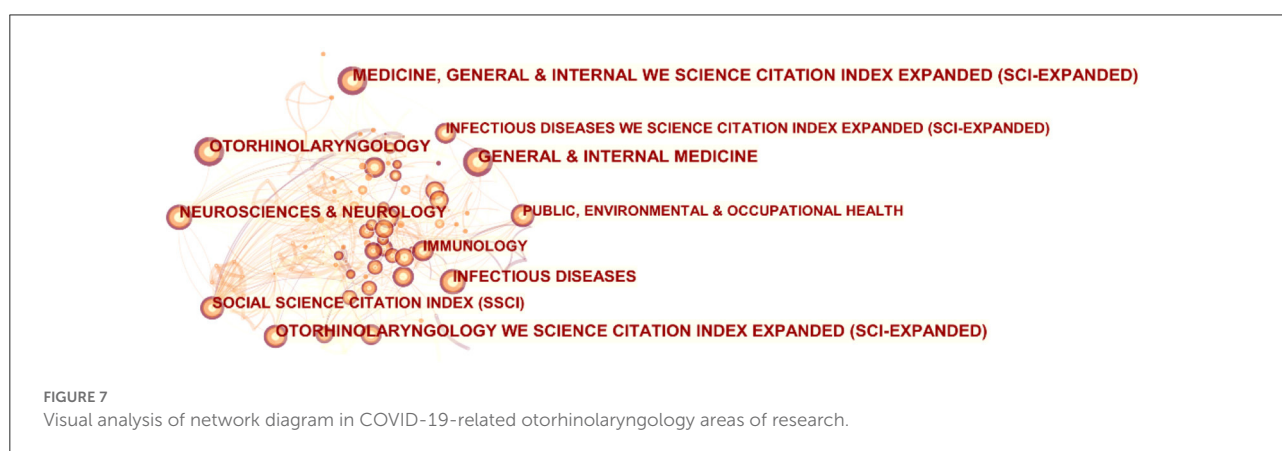 MEDICINE, GENERAL & INTERNAL WE SCIENCE CITATION INDEX EXPANDED (SCI-EXPANDED)
INFECTIOUS DISEASES WE SCIENCE CITATION INDEX EXPANDED (SCI-EXPANDED)
OTORHINOLARYNGOLOGY
GENERAL & INTERNAL MEDICINE
NEUROSCIENCES & NEUROLOGY
PUBLIC, ENVIRONMENTAL & OCCUPATIONAL HEALTH
IMMUNOLOGY
INFECTIOUS DISEASES
SOCIAL SCIENCE CITATION INDEX (SSCI)
OTORHINOLARYNGOLOGY WE SCIENCE CITATION INDEX EXPANDED (SCI-EXPANDED)
FIGURE 7
Visual analysis of network diagram in COVID-19-related otorhinolaryngology areas of research.